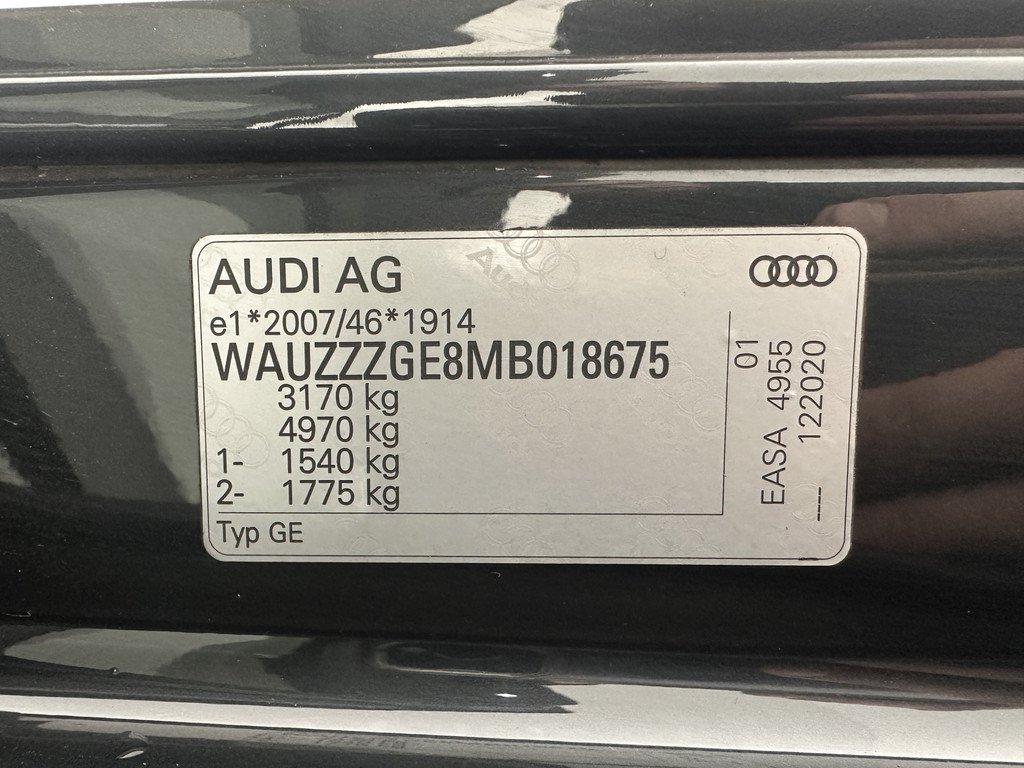 AUDI AG
e1*2007/46*1914
WAUZZZGE8MB018675
3170 kg
4970 kg
1- 1540 kg
2- 1775 kg
Typ GE
01
EASA 4955
---- 122020
Audi